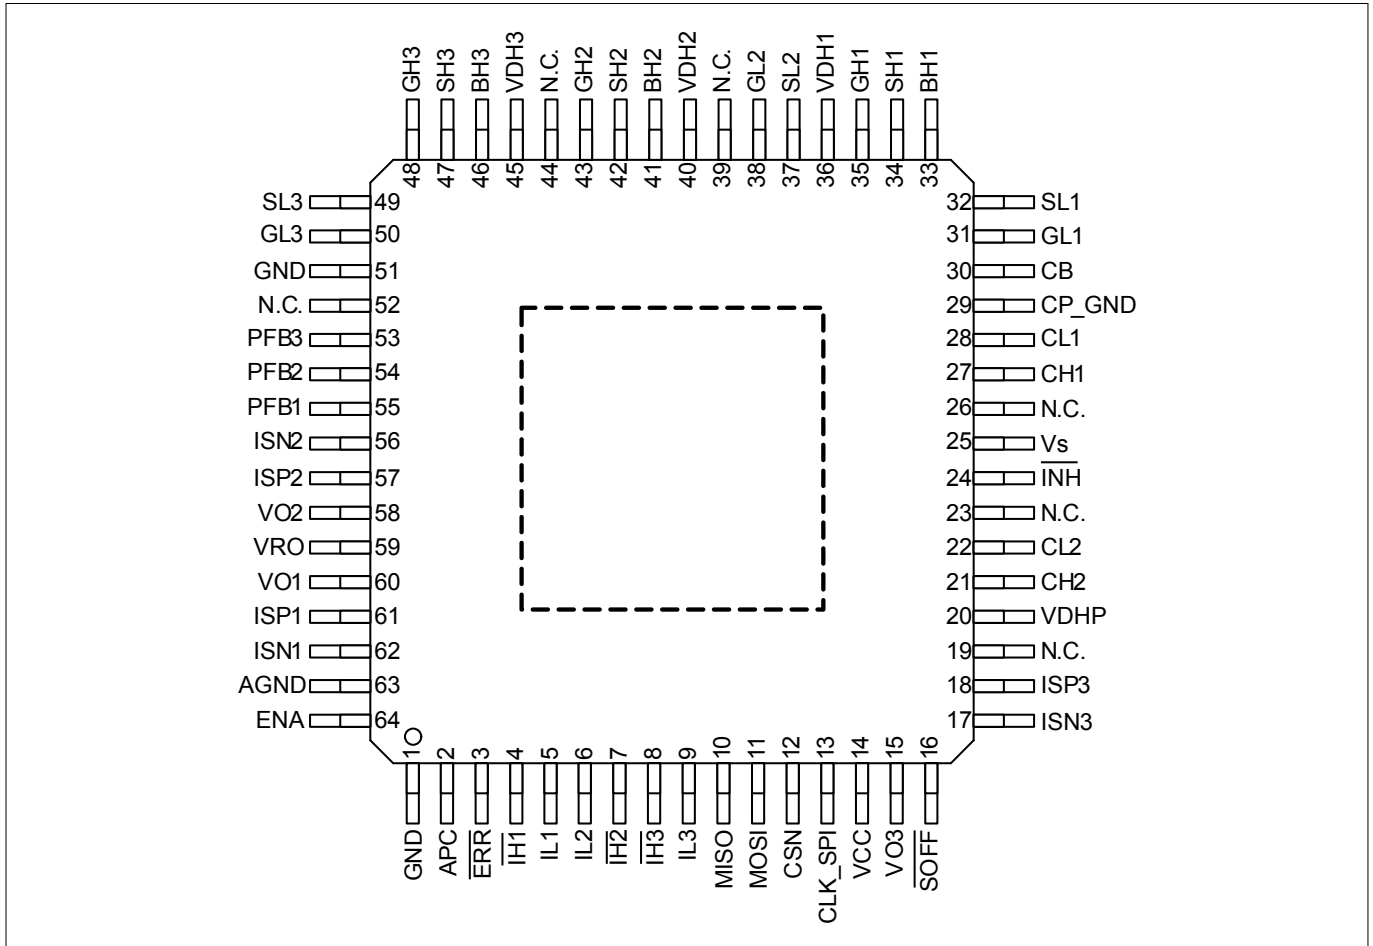 GH3 SH3 BH3 VDH3 N.C. GH2 SH2 BH2 VDH2 N.C. GL2 SL2 VDH1 GH1 SH1 BH1
48 47 46 45 44 43 42 41 40 39 38 37 36 35 34 33
SL3 49 32 SL1
GL3 50 31 GL1
GND 51 30 CB
N.C. 52 29 CP_GND
PFB3 53 28 CL1
PFB2 54 27 CH1
PFB1 55 26 N.C.
ISN2 56 25 Vs
ISP2 57 24 INH
VO2 58 23 N.C.
VRO 59 22 CL2
VO1 60 21 CH2
ISP1 61 20 VDHP
ISN1 62 19 N.C.
AGND 63 18 ISP3
ENA 64 17 ISN3
1 2 3 4 5 6 7 8 9 10 11 12 13 14 15 16
GND APC ERR IH1 IL1 IL2 IH2 IH3 IL3 MISO MOSI CSN CLK_SPI VCC VO3 SOFF